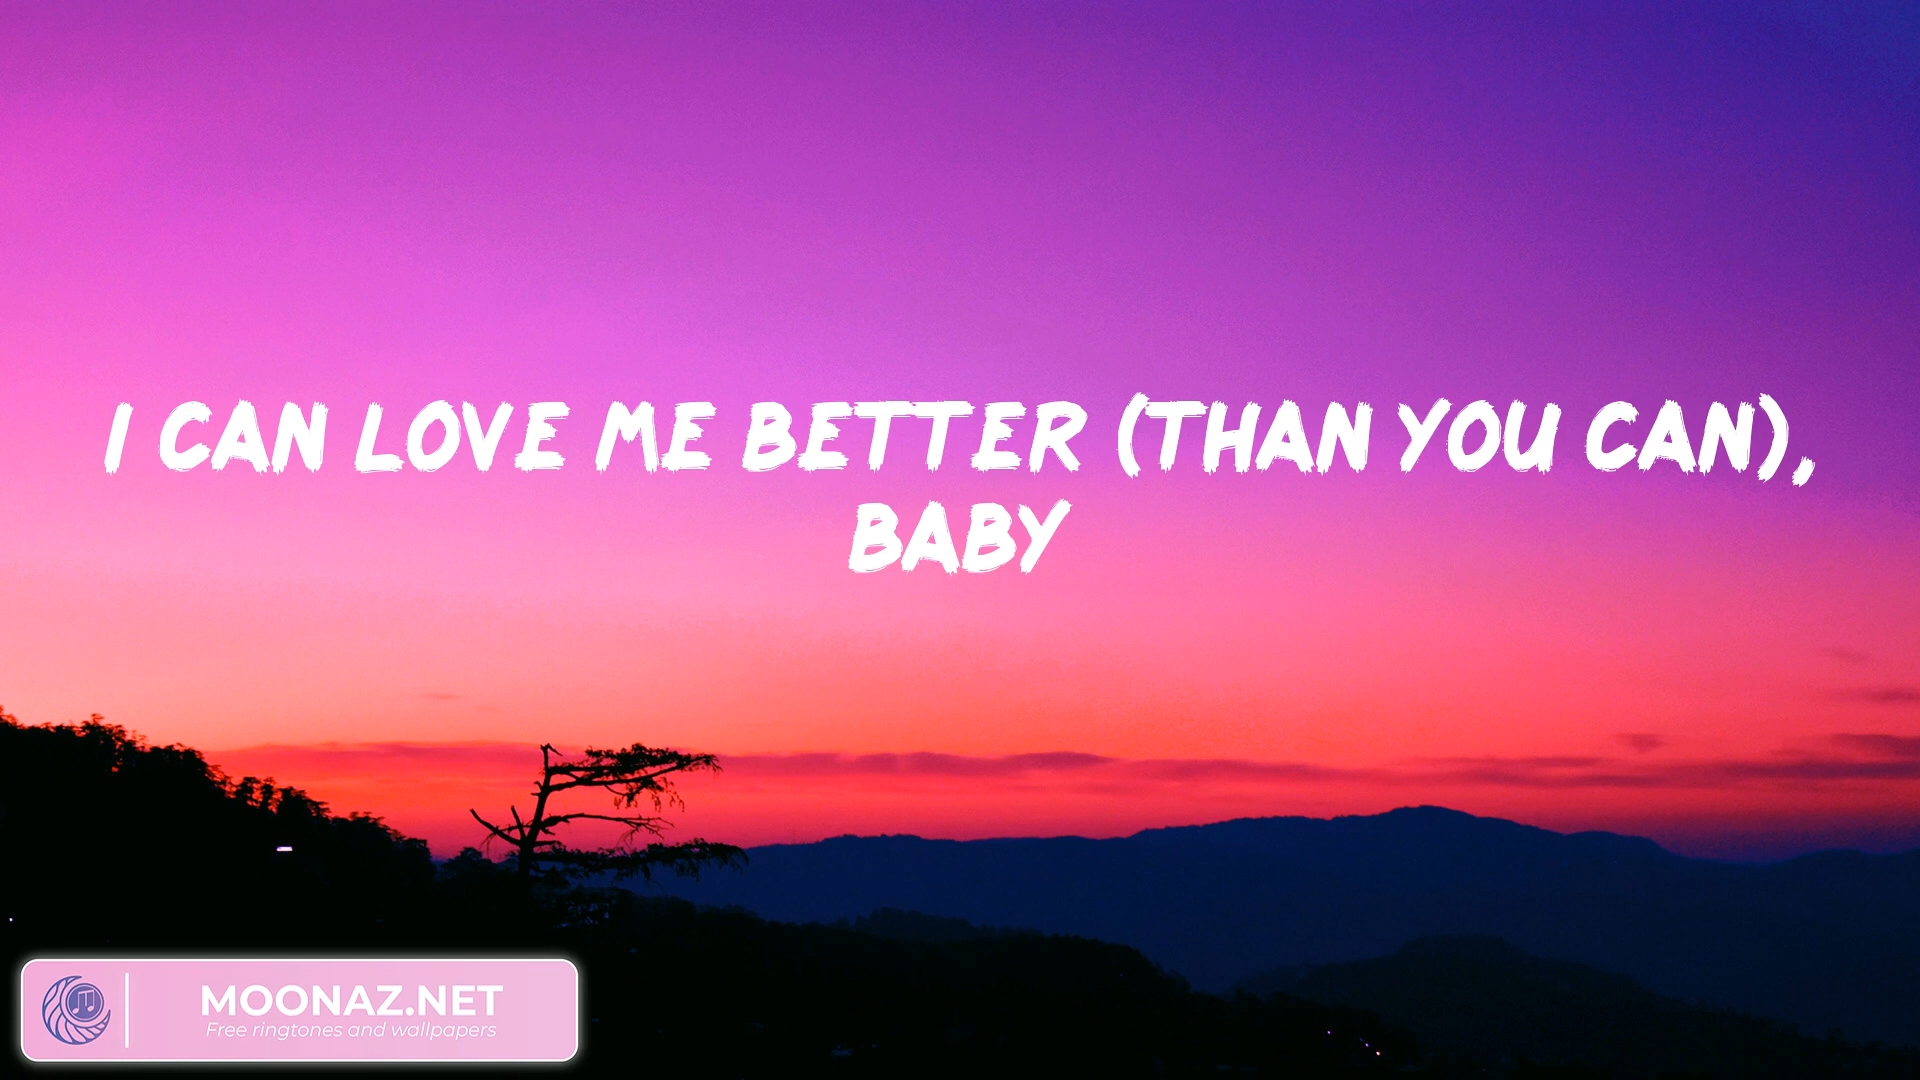 I CAN LOVE ME BETTER (THAN YOU CAN),
BABY
MOONAZ.NET
Free ringtones and wallpapers